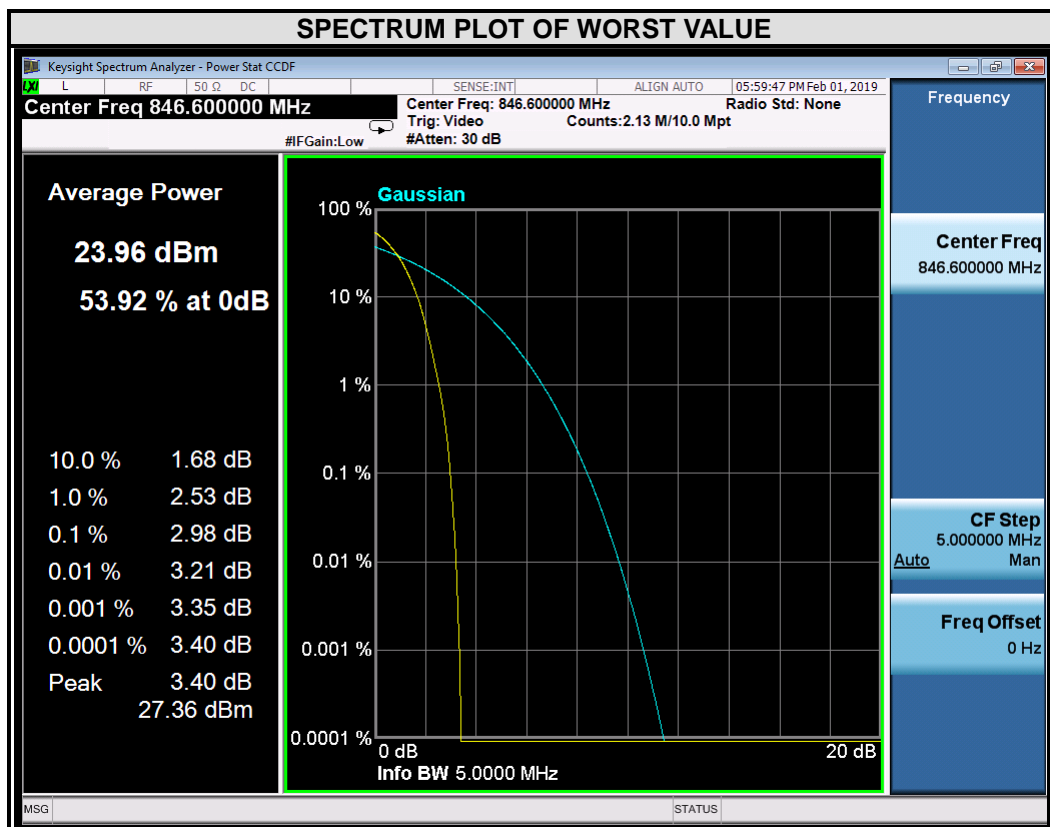 SPECTRUM PLOT OF WORST VALUE
Keysight Spectrum Analyzer - Power Stat CCDF
LXI L RF 50 Ω DC SENSE:INT ALIGN AUTO 05:59:47 PM Feb 01, 2019
Center Freq 846.600000 MHz
#IFGain:Low
Center Freq: 846.600000 MHz Radio Std: None
Trig: Video Counts:2.13 M/10.0 Mpt
#Atten: 30 dB
Average Power
23.96 dBm
53.92 % at 0dB
10.0 % 1.68 dB
1.0 % 2.53 dB
0.1 % 2.98 dB
0.01 % 3.21 dB
0.001 % 3.35 dB
0.0001 % 3.40 dB
Peak 3.40 dB
27.36 dBm
Gaussian
100 %
10 %
1 %
0.1 %
0.01 %
0.001 %
0.0001 %
0 dB 20 dB
Info BW 5.0000 MHz
Frequency
Center Freq
846.600000 MHz
CF Step
5.000000 MHz
Auto Man
Freq Offset
0 Hz
MSG STATUS